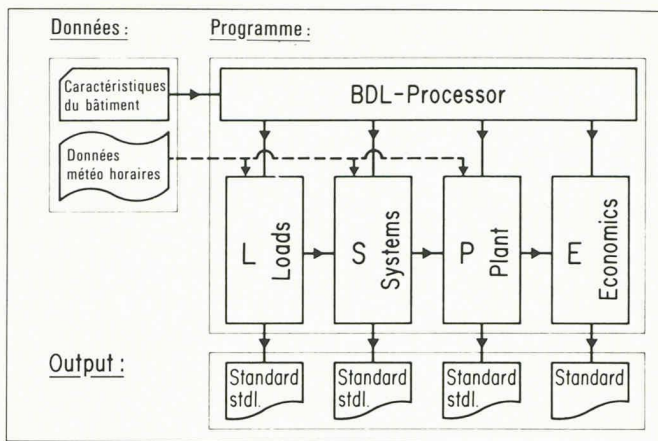 Données :
Programme :
Caractéristiques
du bâtiment
BDL-Processor
Données
météo horaires
L Loads
S Systems
P Plant
E Economics
Output :
Standard
stdl.
Standard
stdl.
Standard
stdl.
Standard